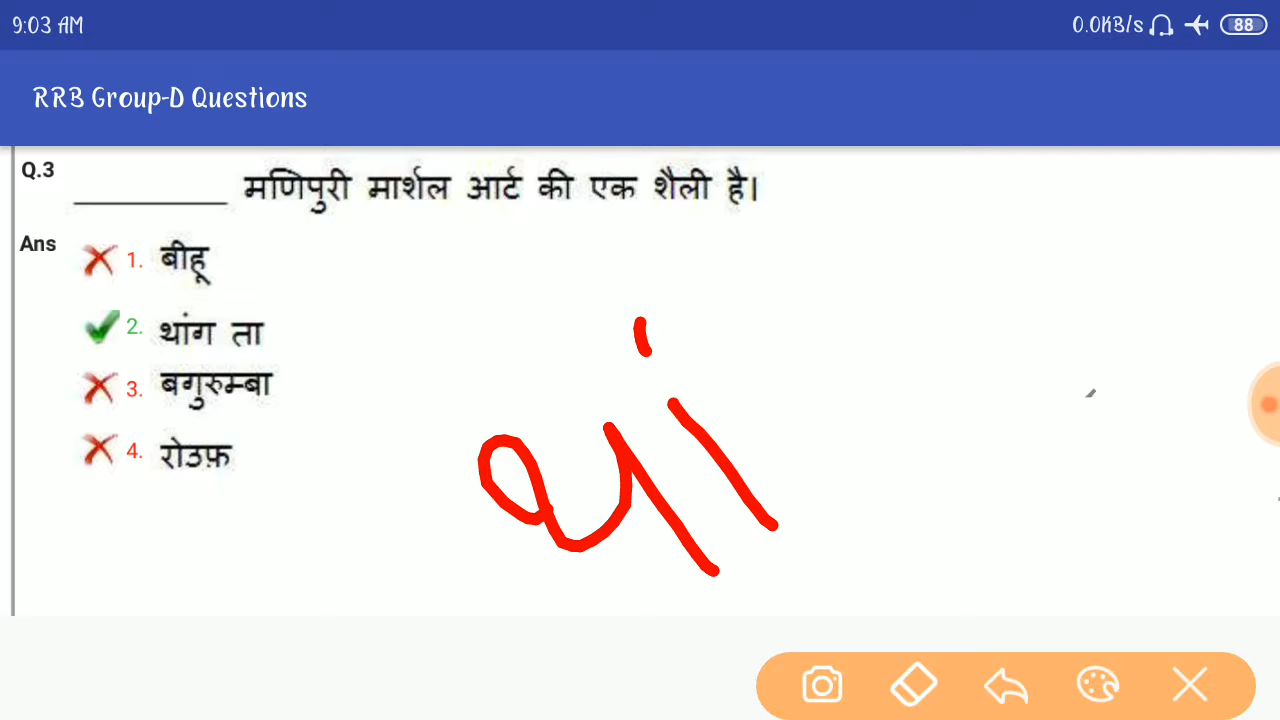 9:03 AM 0.0KB/s 88
RRB Group-D Questions
Q.3 ________ मणिपुरी मार्शल आर्ट की एक शैली है।
Ans 1. बीहू
2. थांग ता
3. बगुरुम्बा
4. रोउफ़
थां